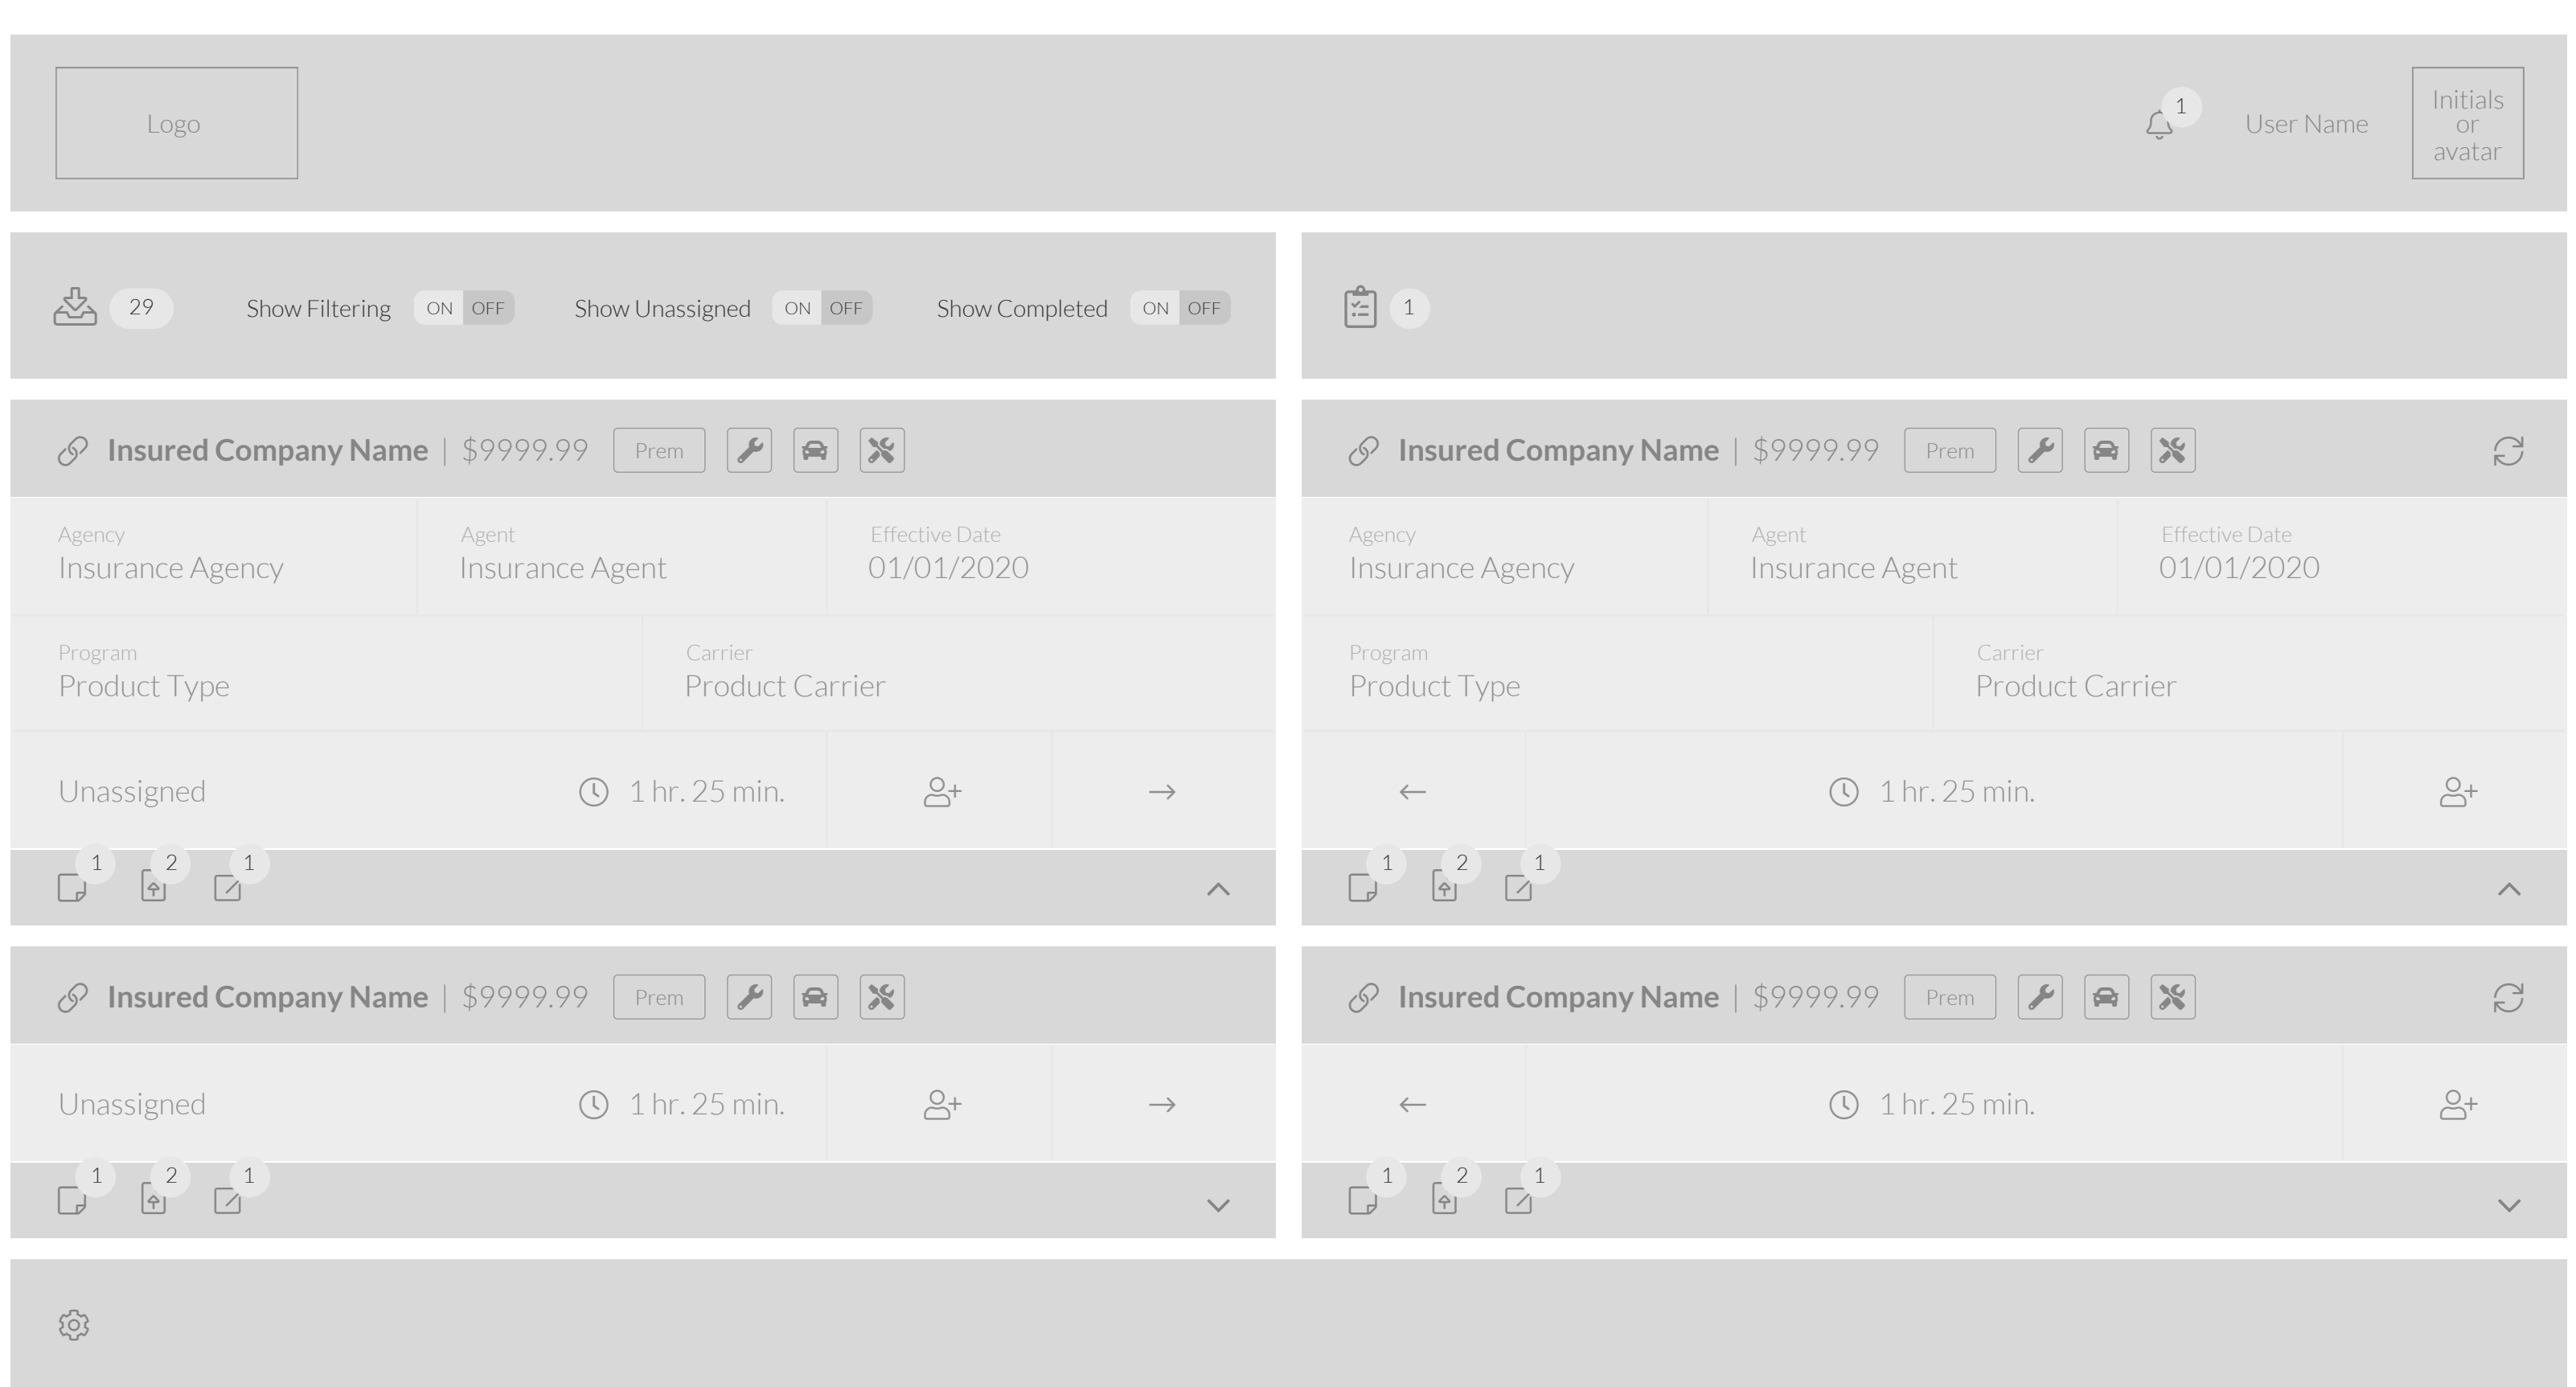 Logo
1
User Name
Initials
or
avatar
29
Show Filtering ON OFF
Show Unassigned ON OFF
Show Completed ON OFF
1
Insured Company Name | $9999.99 Prem
Agency
Insurance Agency
Agent
Insurance Agent
Effective Date
01/01/2020
Program
Product Type
Carrier
Product Carrier
Unassigned
1 hr. 25 min.
1 2 1
Insured Company Name | $9999.99 Prem
Agency
Insurance Agency
Agent
Insurance Agent
Effective Date
01/01/2020
Program
Product Type
Carrier
Product Carrier
1 hr. 25 min.
1 2 1
Insured Company Name | $9999.99 Prem
Unassigned
1 hr. 25 min.
1 2 1
Insured Company Name | $9999.99 Prem
1 hr. 25 min.
1 2 1